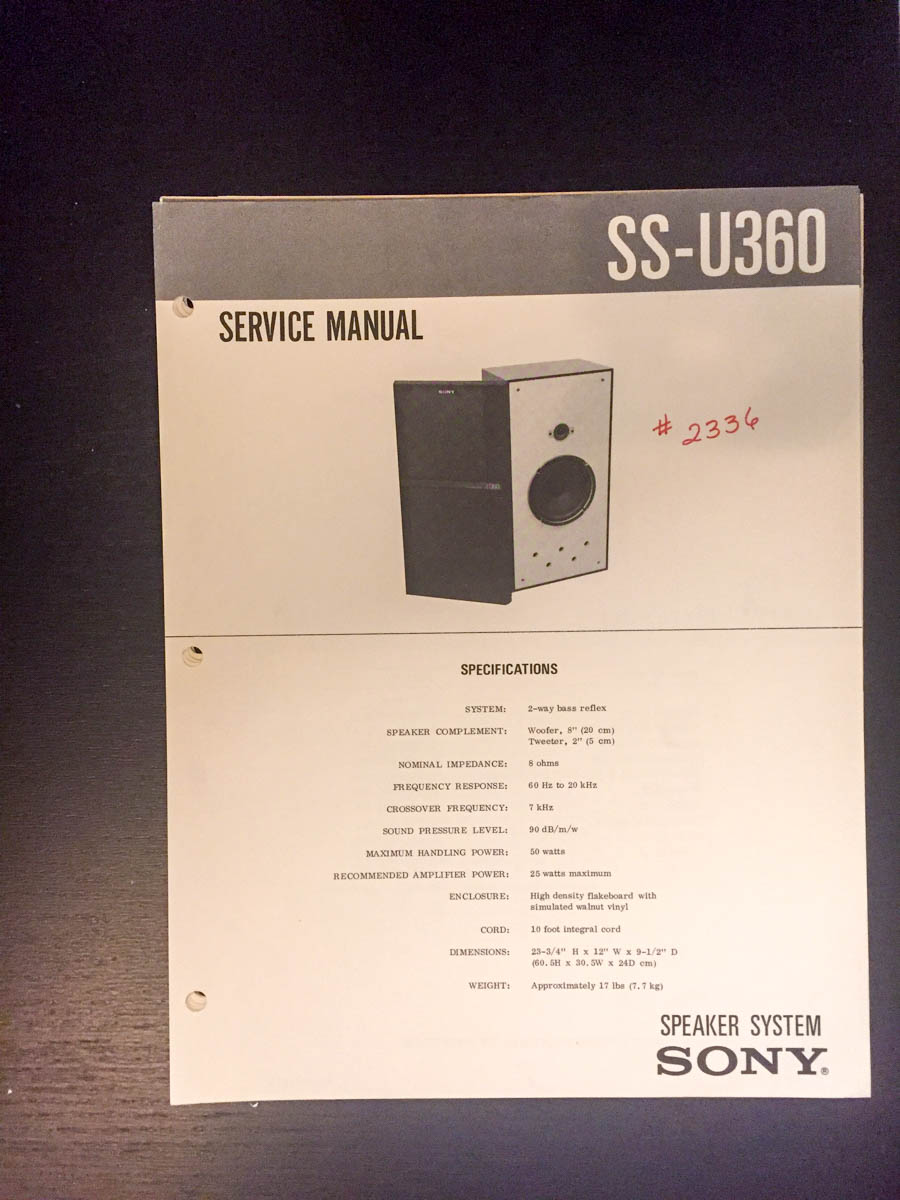 SS-U360
SERVICE MANUAL
SONY
# 2336
SPECIFICATIONS
SYSTEM: 2-way bass reflex
SPEAKER COMPLEMENT: Woofer, 8" (20 cm)
Tweeter, 2" (5 cm)
NOMINAL IMPEDANCE: 8 ohms
FREQUENCY RESPONSE: 60 Hz to 20 kHz
CROSSOVER FREQUENCY: 7 kHz
SOUND PRESSURE LEVEL: 90 dB/m/w
MAXIMUM HANDLING POWER: 50 watts
RECOMMENDED AMPLIFIER POWER: 25 watts maximum
ENCLOSURE: High density flakeboard with
simulated walnut vinyl
CORD: 10 foot integral cord
DIMENSIONS: 23-3/4" H x 12" W x 9-1/2" D
(60.5H x 30.5W x 24D cm)
WEIGHT: Approximately 17 lbs (7.7 kg)
SPEAKER SYSTEM
SONY®